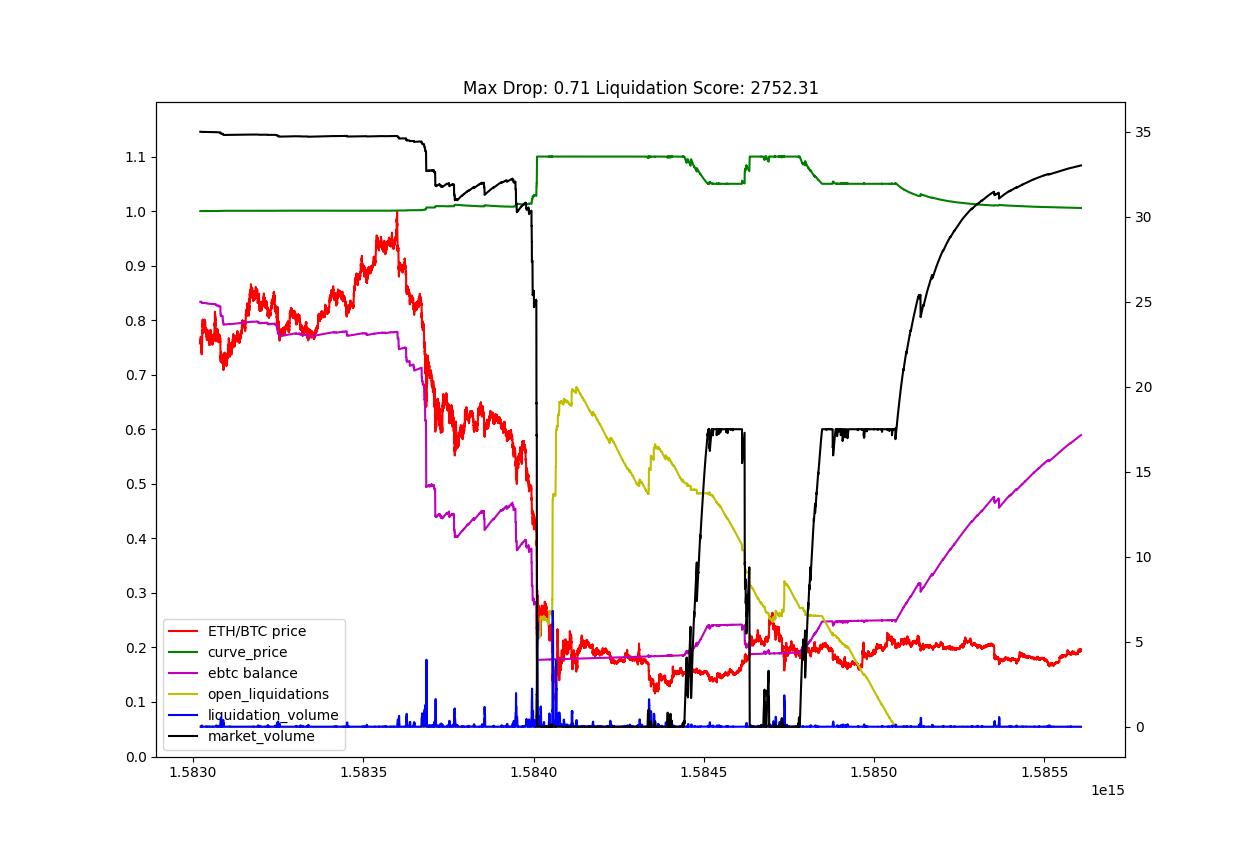 Max Drop: 0.71 Liquidation Score: 2752.31
1.1
1.0
0.9
0.8
0.7
0.6
0.5
0.4
0.3
0.2
0.1
0.0
35
30
25
20
15
10
5
0
ETH/BTC price
curve_price
ebtc balance
open_liquidations
liquidation_volume
market_volume
1.5830 1.5835 1.5840 1.5845 1.5850 1.5855
1e15